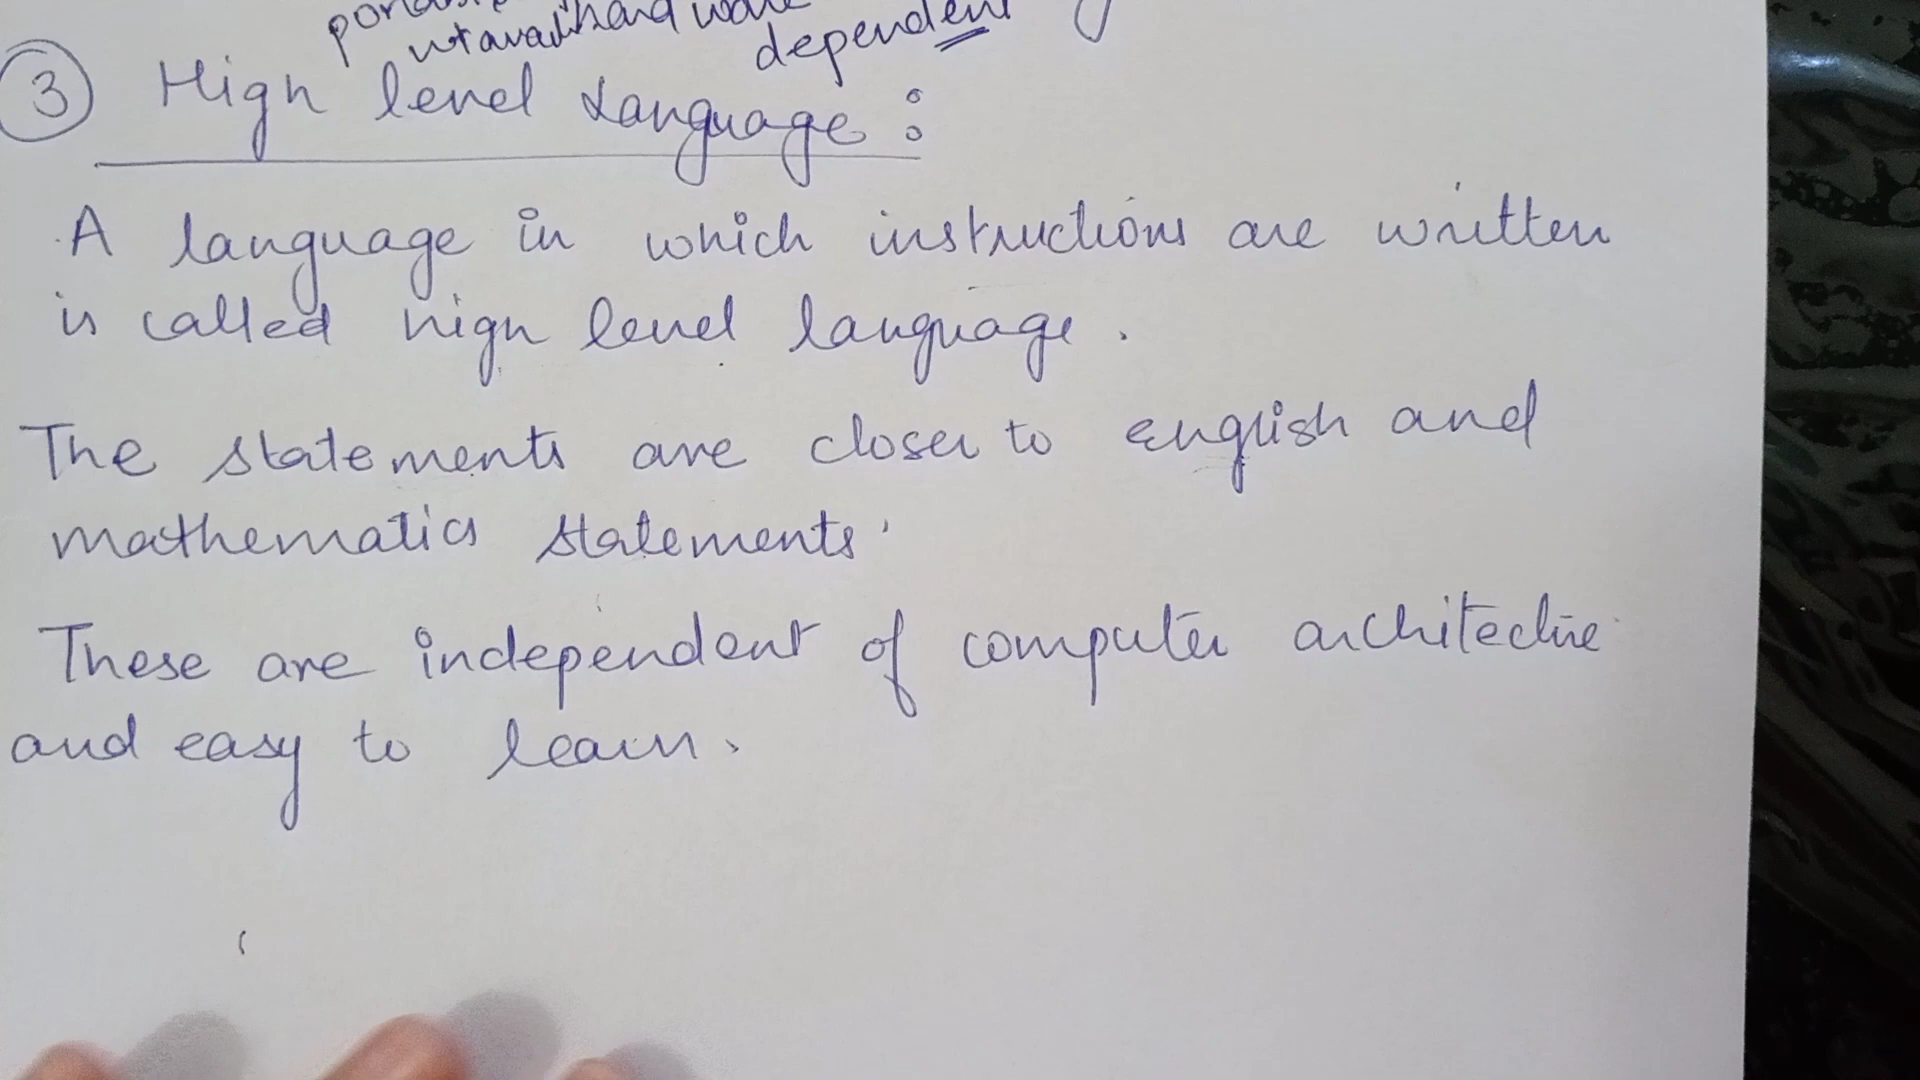 hardware
dependent
③ High level Language :
A language in which instructions are written
is called high level language .
The statements are closer to english and
mathematics statements .
These are independent of computer architecture
and easy to learn .